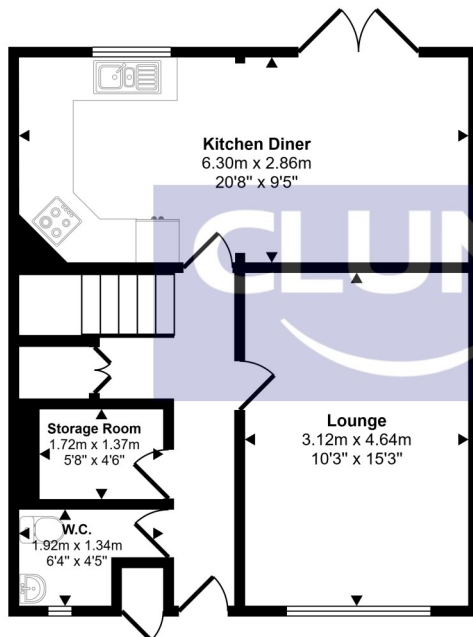 Kitchen Diner
6.30m x 2.86m
20'8" x 9'5"
CLUN
Lounge
3.12m x 4.64m
10'3" x 15'3"
Storage Room
1.72m x 1.37m
5'8" x 4'6"
W.C.
1.92m x 1.34m
6'4" x 4'5"